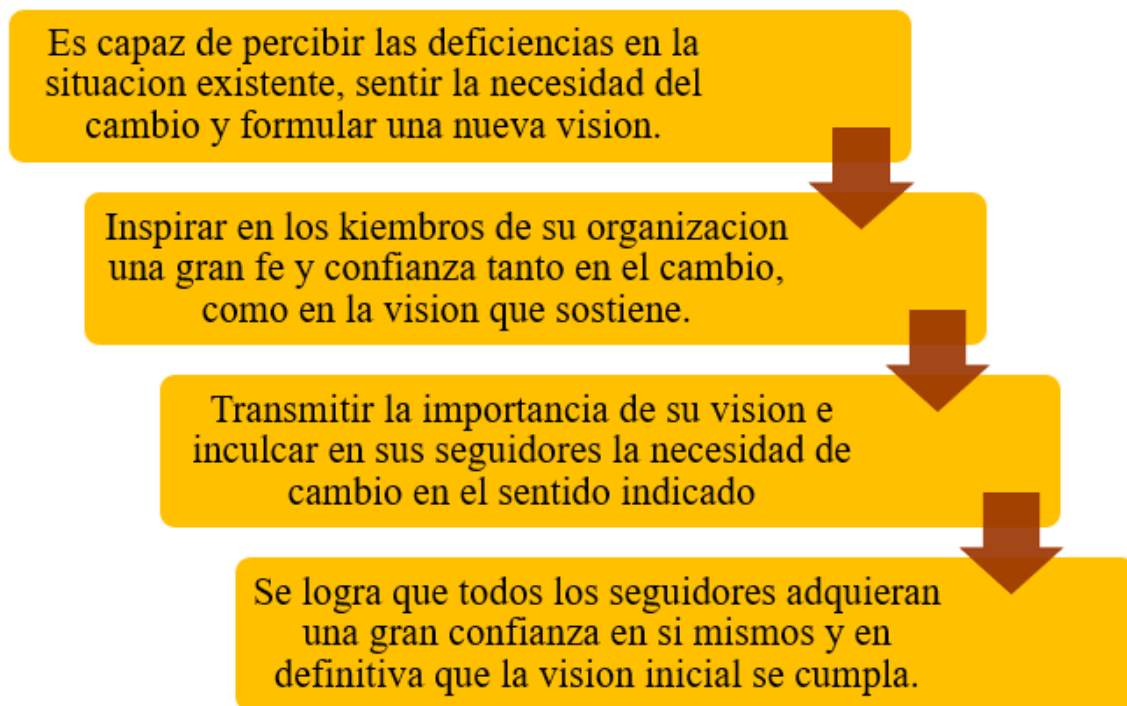 Es capaz de percibir las deficiencias en la
situacion existente, sentir la necesidad del
cambio y formular una nueva vision.
Inspirar en los kiembros de su organizacion
una gran fe y confianza tanto en el cambio,
como en la vision que sostiene.
Transmitir la importancia de su vision e
inculcar en sus seguidores la necesidad de
cambio en el sentido indicado
Se logra que todos los seguidores adquieran
una gran confianza en si mismos y en
definitiva que la vision inicial se cumpla.